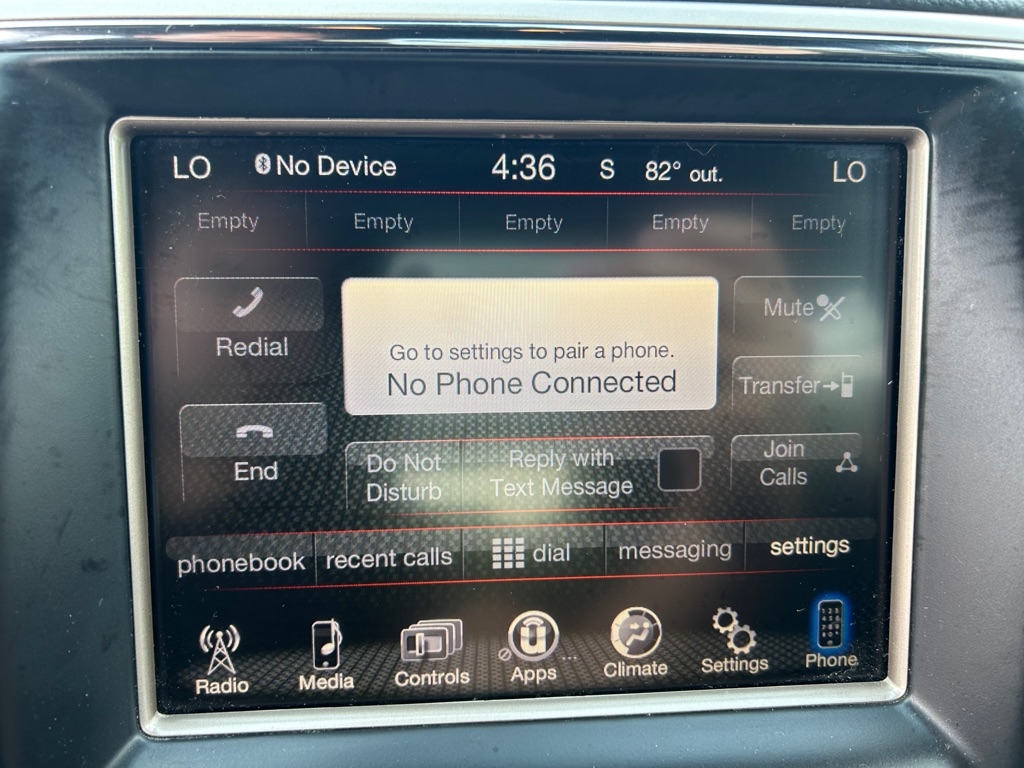 LO No Device 4:36 S 82° out. LO
Empty Empty Empty Empty Empty
Redial
Go to settings to pair a phone.
No Phone Connected
Mute
Transfer
End
Do Not
Disturb
Reply with
Text Message
Join
Calls
phonebook recent calls dial messaging settings
Radio Media Controls Apps ... Climate Settings Phone